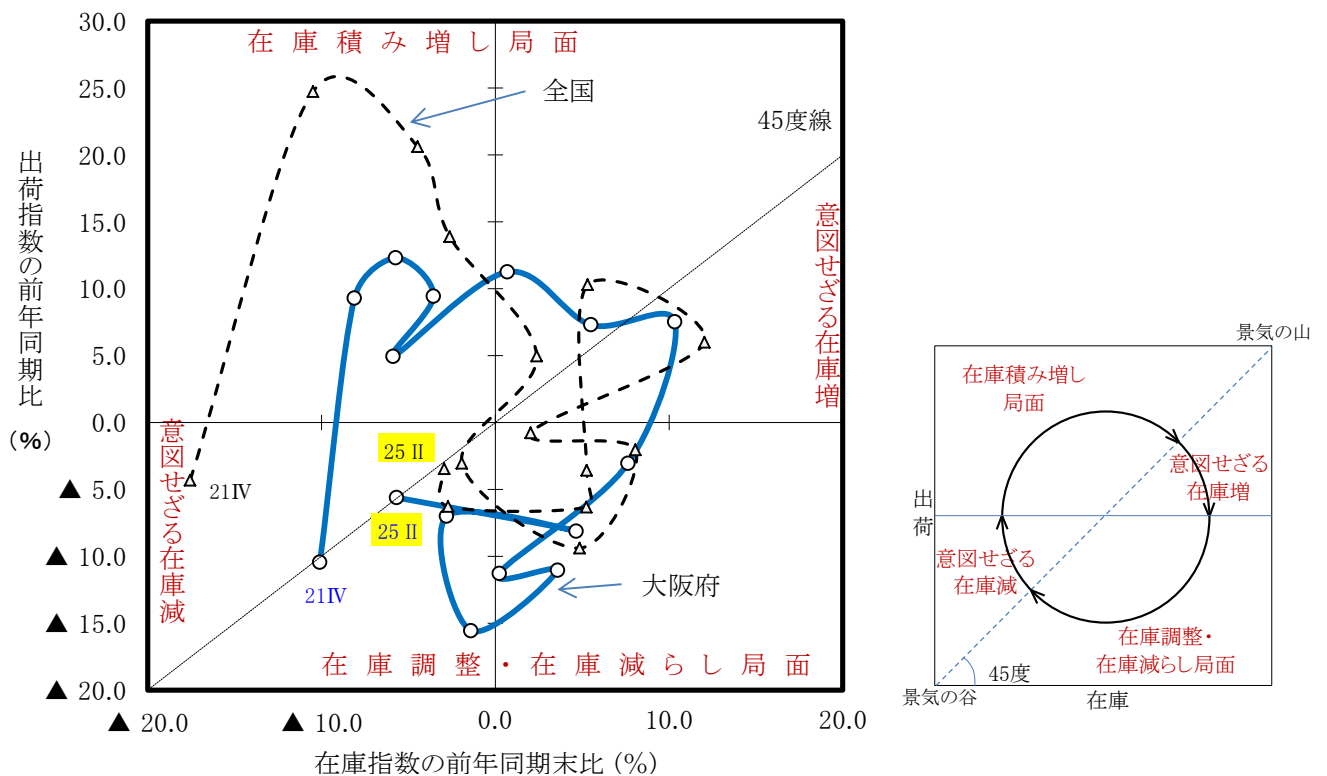 30.0
25.0
20.0
15.0
10.0
5.0
0.0
▲ 5.0
▲ 10.0
▲ 15.0
▲ 20.0
出荷指数の前年同期比
(%)
在庫積み増し局面
全国
45度線
意図せざる在庫増
意図せざる在庫減
21Ⅳ
25Ⅱ
25Ⅱ
21Ⅳ
大阪府
在庫調整・在庫減らし局面
▲ 20.0
▲ 10.0
0.0
10.0
20.0
在庫指数の前年同期末比(%)
景気の山
在庫積み増し
局面
意図せざる
在庫増
出
荷
意図せざる
在庫減
在庫調整・
在庫減らし局面
45度
景気の谷
在庫